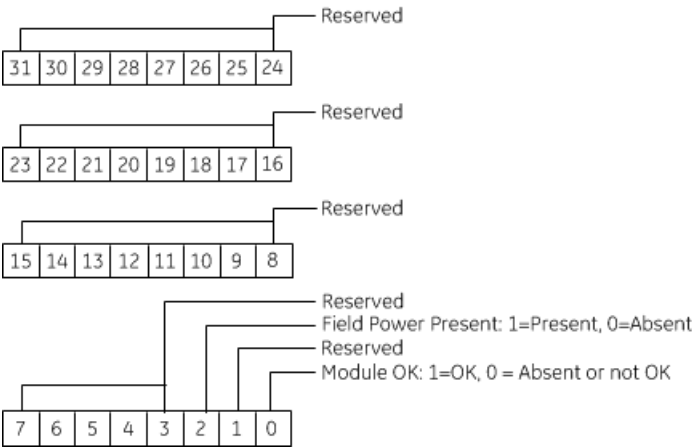 Reserved
31 30 29 28 27 26 25 24
Reserved
23 22 21 20 19 18 17 16
Reserved
15 14 13 12 11 10 9 8
Reserved
Field Power Present: 1=Present, 0=Absent
Reserved
Module OK: 1=OK, 0 = Absent or not OK
7 6 5 4 3 2 1 0